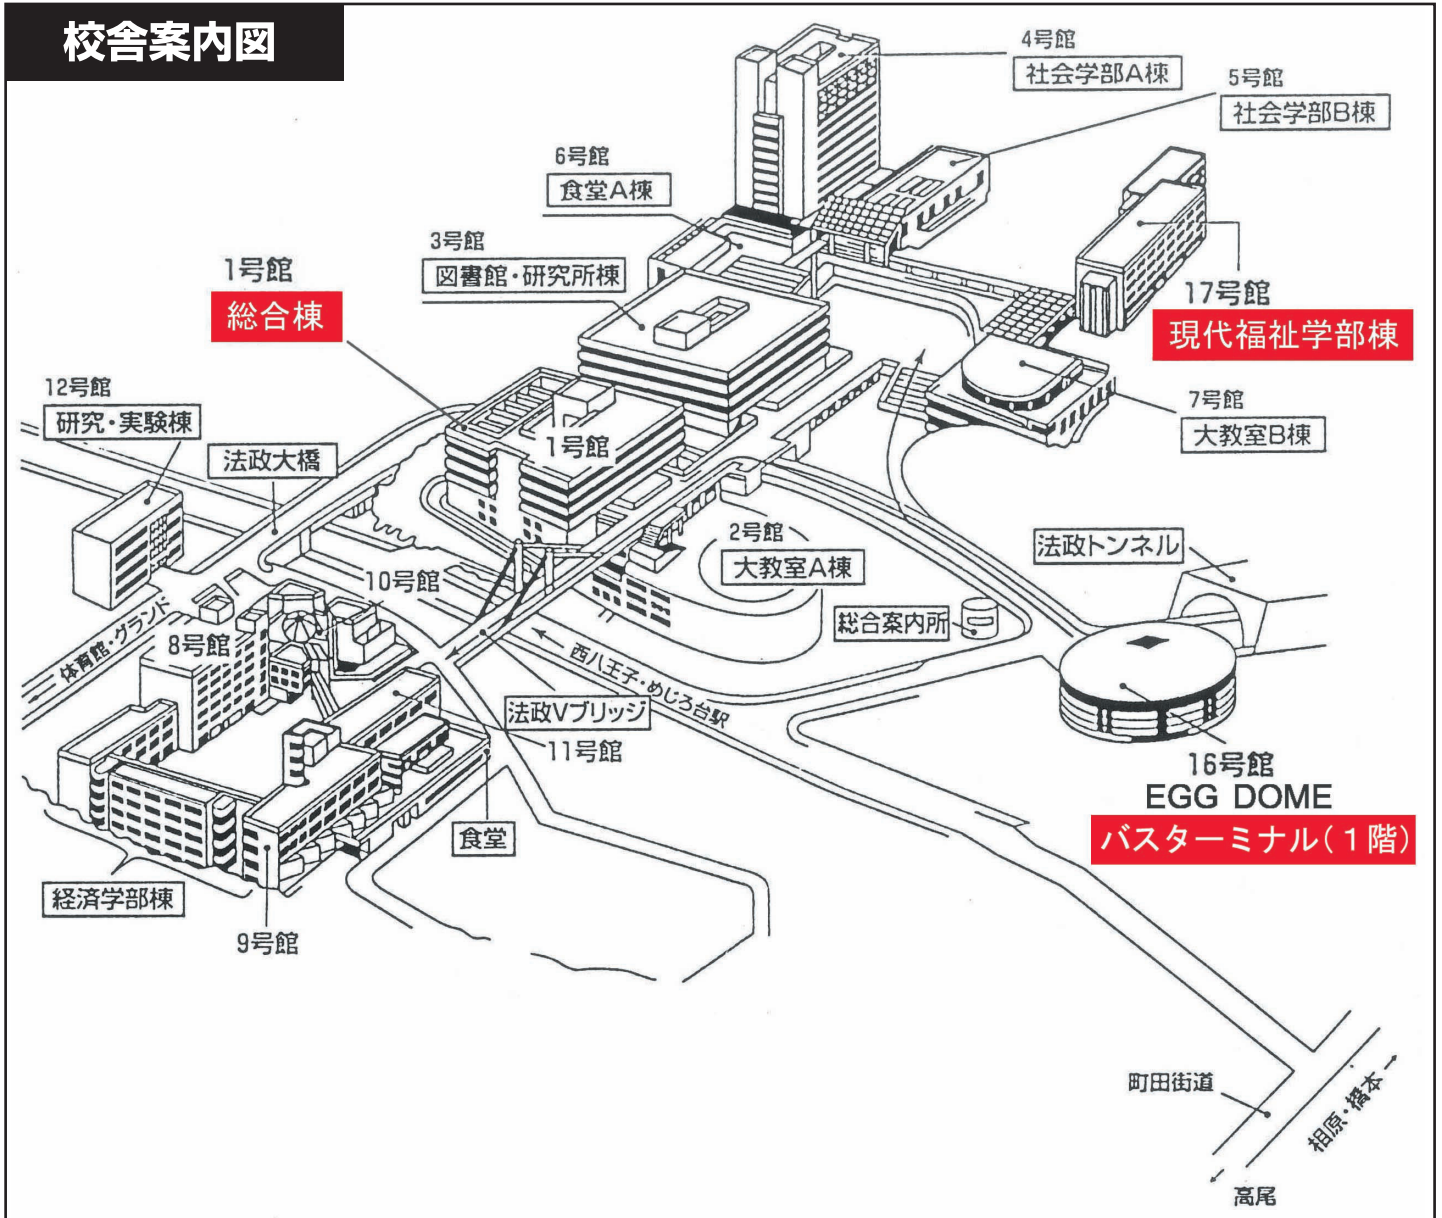 校舎案内図
4号館
社会学部A棟
5号館
社会学部B棟
6号館
食堂A棟
3号館
図書館・研究所棟
1号館
総合棟
17号館
現代福祉学部棟
12号館
研究・実験棟
法政大橋
1号館
7号館
大教室B棟
2号館
大教室A棟
法政トンネル
10号館
総合案内所
体育館・グランド
8号館
西八王子・めじろ台駅
法政Vブリッジ
11号館
16号館
EGG DOME
バスターミナル(1階)
食堂
経済学部棟
9号館
町田街道
相原・橋本
高尾